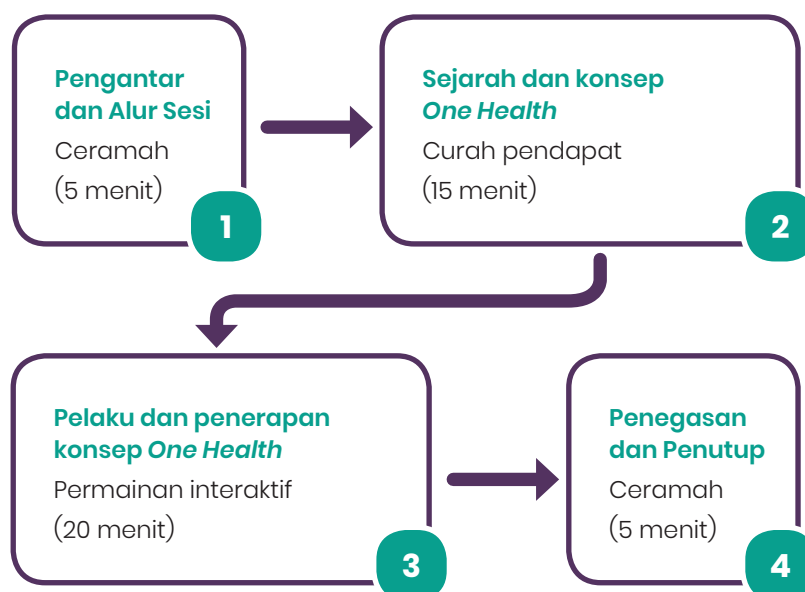 Pengantar
dan Alur Sesi
Ceramah
(5 menit)
1
Sejarah dan konsep
One Health
Curah pendapat
(15 menit)
2
Pelaku dan penerapan
konsep One Health
Permainan interaktif
(20 menit)
3
Penegasan
dan Penutup
Ceramah
(5 menit)
4